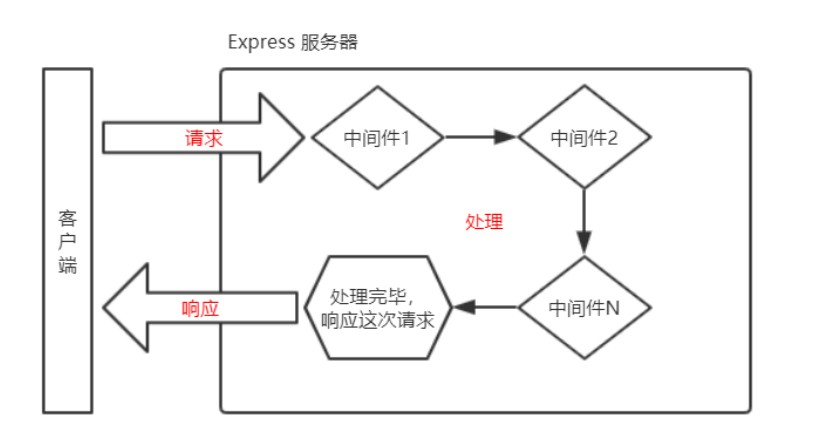 Express 服务器
客户端
请求
中间件1
中间件2
处理
响应
处理完毕，
响应这次请求
中间件N